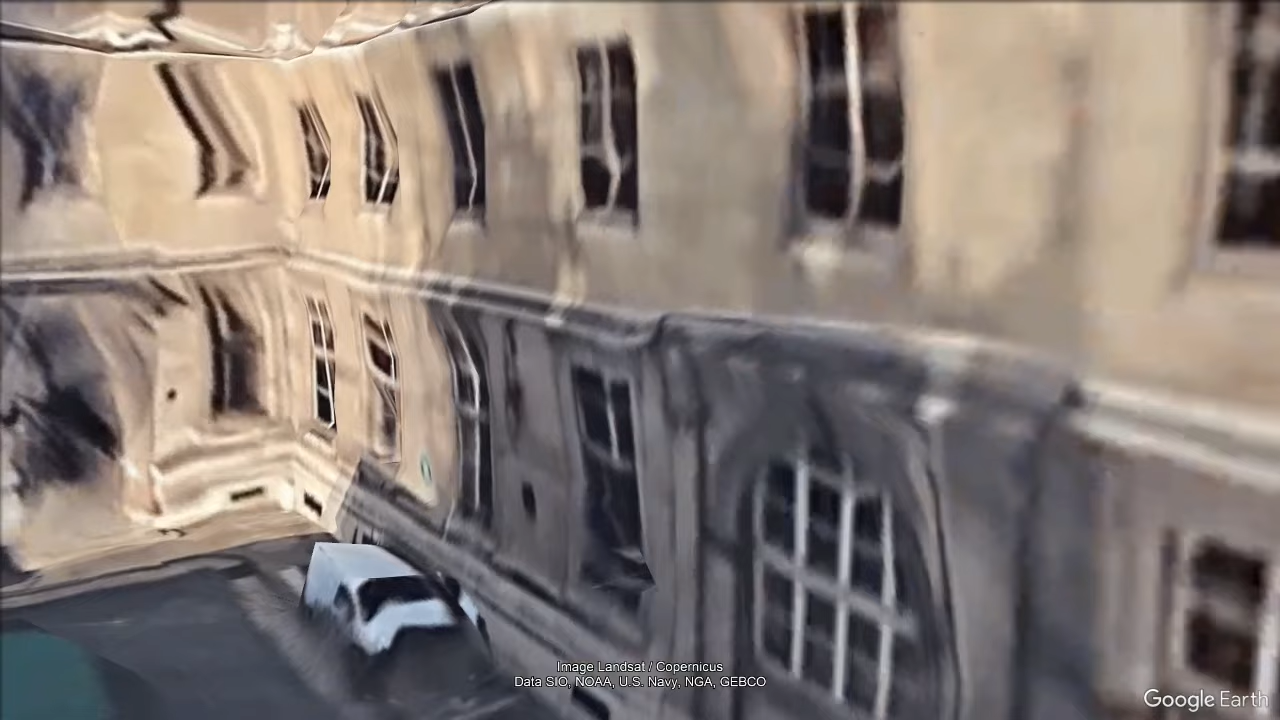 Image Landsat / Copernicus
Data SIO, NOAA, U.S. Navy, NGA, GEBCO
Google Earth